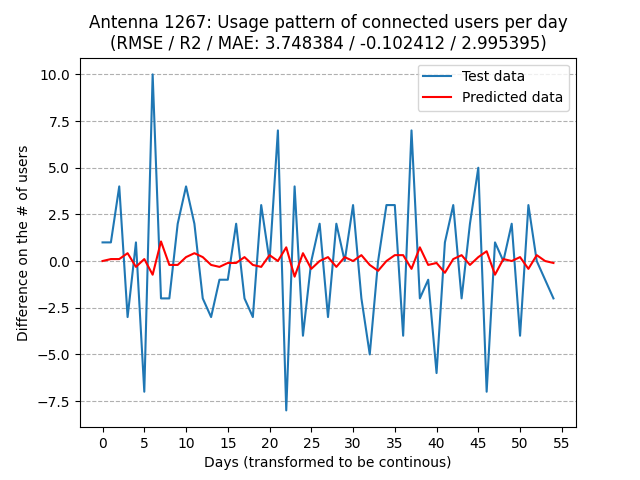 Antenna 1267: Usage pattern of connected users per day
(RMSE / R2 / MAE: 3.748384 / -0.102412 / 2.995395)
Test data
Predicted data
10.0
7.5
5.0
2.5
0.0
−2.5
−5.0
−7.5
Difference on the # of users
0 5 10 15 20 25 30 35 40 45 50 55
Days (transformed to be continous)